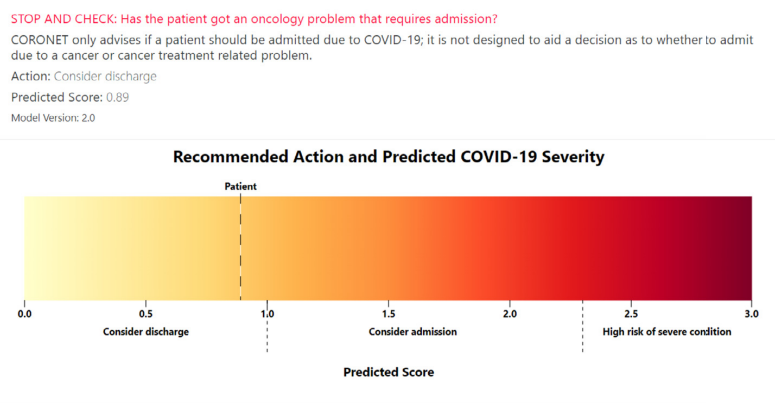 STOP AND CHECK: Has the patient got an oncology problem that requires admission?
CORONET only advises if a patient should be admitted due to COVID-19; it is not designed to aid a decision as to whether to admit
due to a cancer or cancer treatment related problem.
Action: Consider discharge
Predicted Score: 0.89
Model Version: 2.0
Recommended Action and Predicted COVID-19 Severity
Patient
0.0 0.5 1.0 1.5 2.0 2.5 3.0
Consider discharge Consider admission High risk of severe condition
Predicted Score